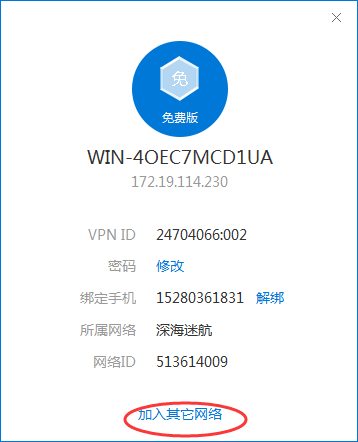 免
免费版
WIN-4OEC7MCD1UA
172.19.114.230
VPN ID 24704066:002
密码 修改
绑定手机 15280361831 解绑
所属网络 深海迷航
网络ID 513614009
加入其它网络